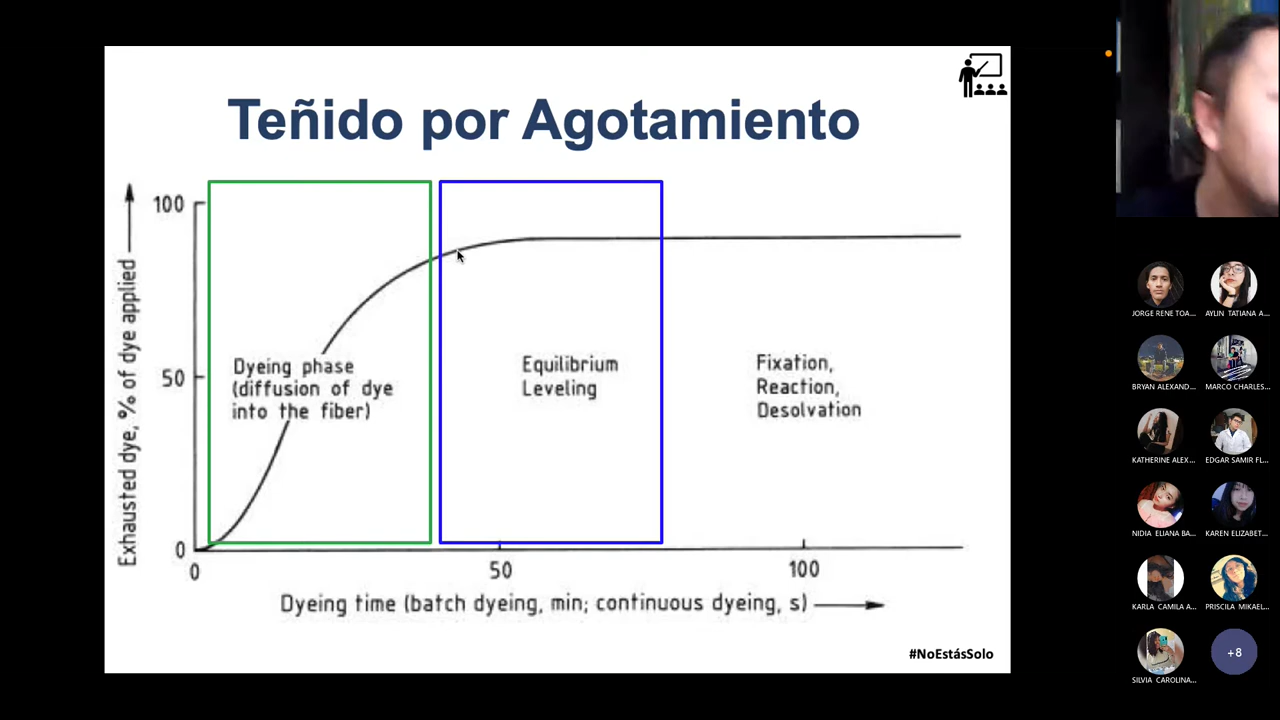 Teñido por Agotamiento
Exhausted dye, % of dye applied
100
50
0
Dyeing phase
(diffusion of dye
into the fiber)
Equilibrium
Leveling
Fixation,
Reaction,
Desolvation
0
50
100
Dyeing time (batch dyeing, min; continuous dyeing, s)
#NoEstásSolo
JORGE RENE TOA...
AYLIN TATIANA A...
BRYAN ALEXAND...
MARCO CHARLES...
KATHERINE ALEX...
EDGAR SAMIR FL...
NIDIA ELIANA BA...
KAREN ELIZABET...
KARLA CAMILA A...
PRISCILA MIKAEL...
SILVIA CAROLINA...
+8